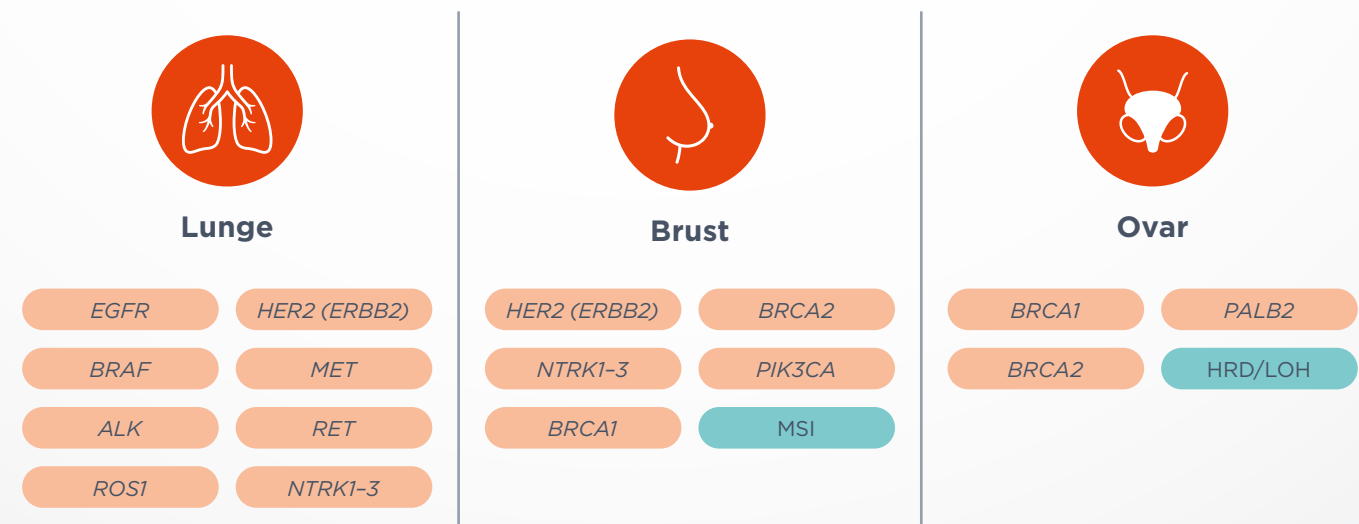 Lunge
EGFR
HER2 (ERBB2)
BRAF
MET
ALK
RET
ROS1
NTRK1–3
Brust
HER2 (ERBB2)
BRCA2
NTRK1–3
PIK3CA
BRCA1
MSI
Ovar
BRCA1
PALB2
BRCA2
HRD/LOH